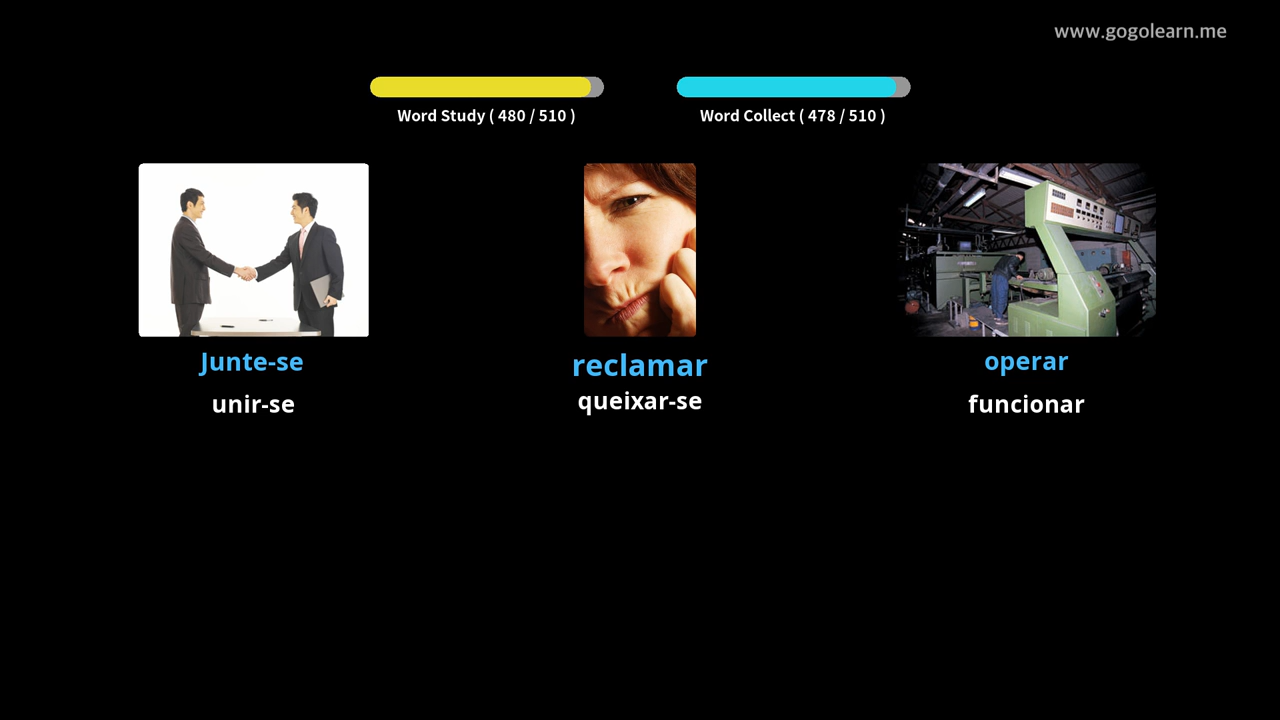 www.gogolearn.me
Word Study ( 480 / 510 )
Word Collect ( 478 / 510 )
Junte-se
unir-se
reclamar
queixar-se
operar
funcionar